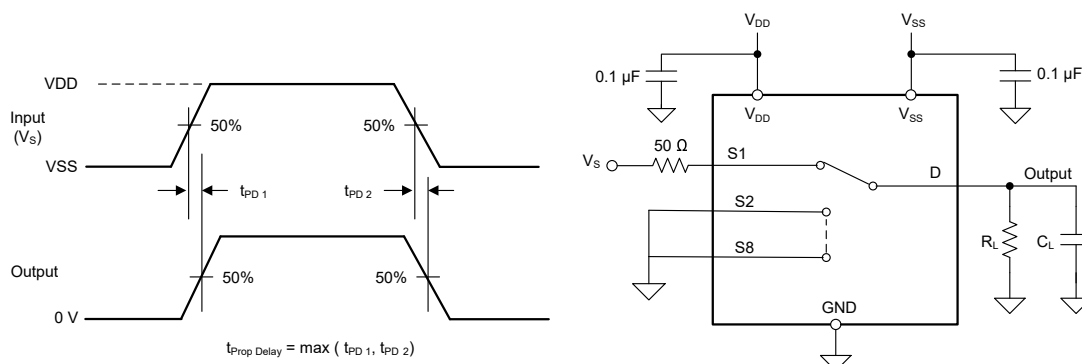 VDD
Input
(VS)
50%
50%
VSS
tPD 1
tPD 2
Output
50%
50%
0 V
tProp Delay = max ( tPD 1, tPD 2)
VDD
VSS
0.1 µF
0.1 µF
VDD
VSS
VS
50 Ω
S1
D
Output
S2
S8
RL
CL
GND